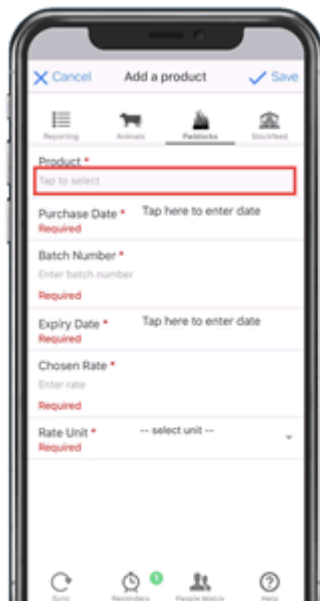 Cancel Add a product Save
Reporting Animals Paddocks Stockfeed
Product *
Tap to select
Purchase Date * Tap here to enter date
Required
Batch Number *
Enter batch number
Required
Expiry Date * Tap here to enter date
Required
Chosen Rate *
Enter rate
Required
Rate Unit * -- select unit --
Required
1
Sync Reminders People Matrix Help